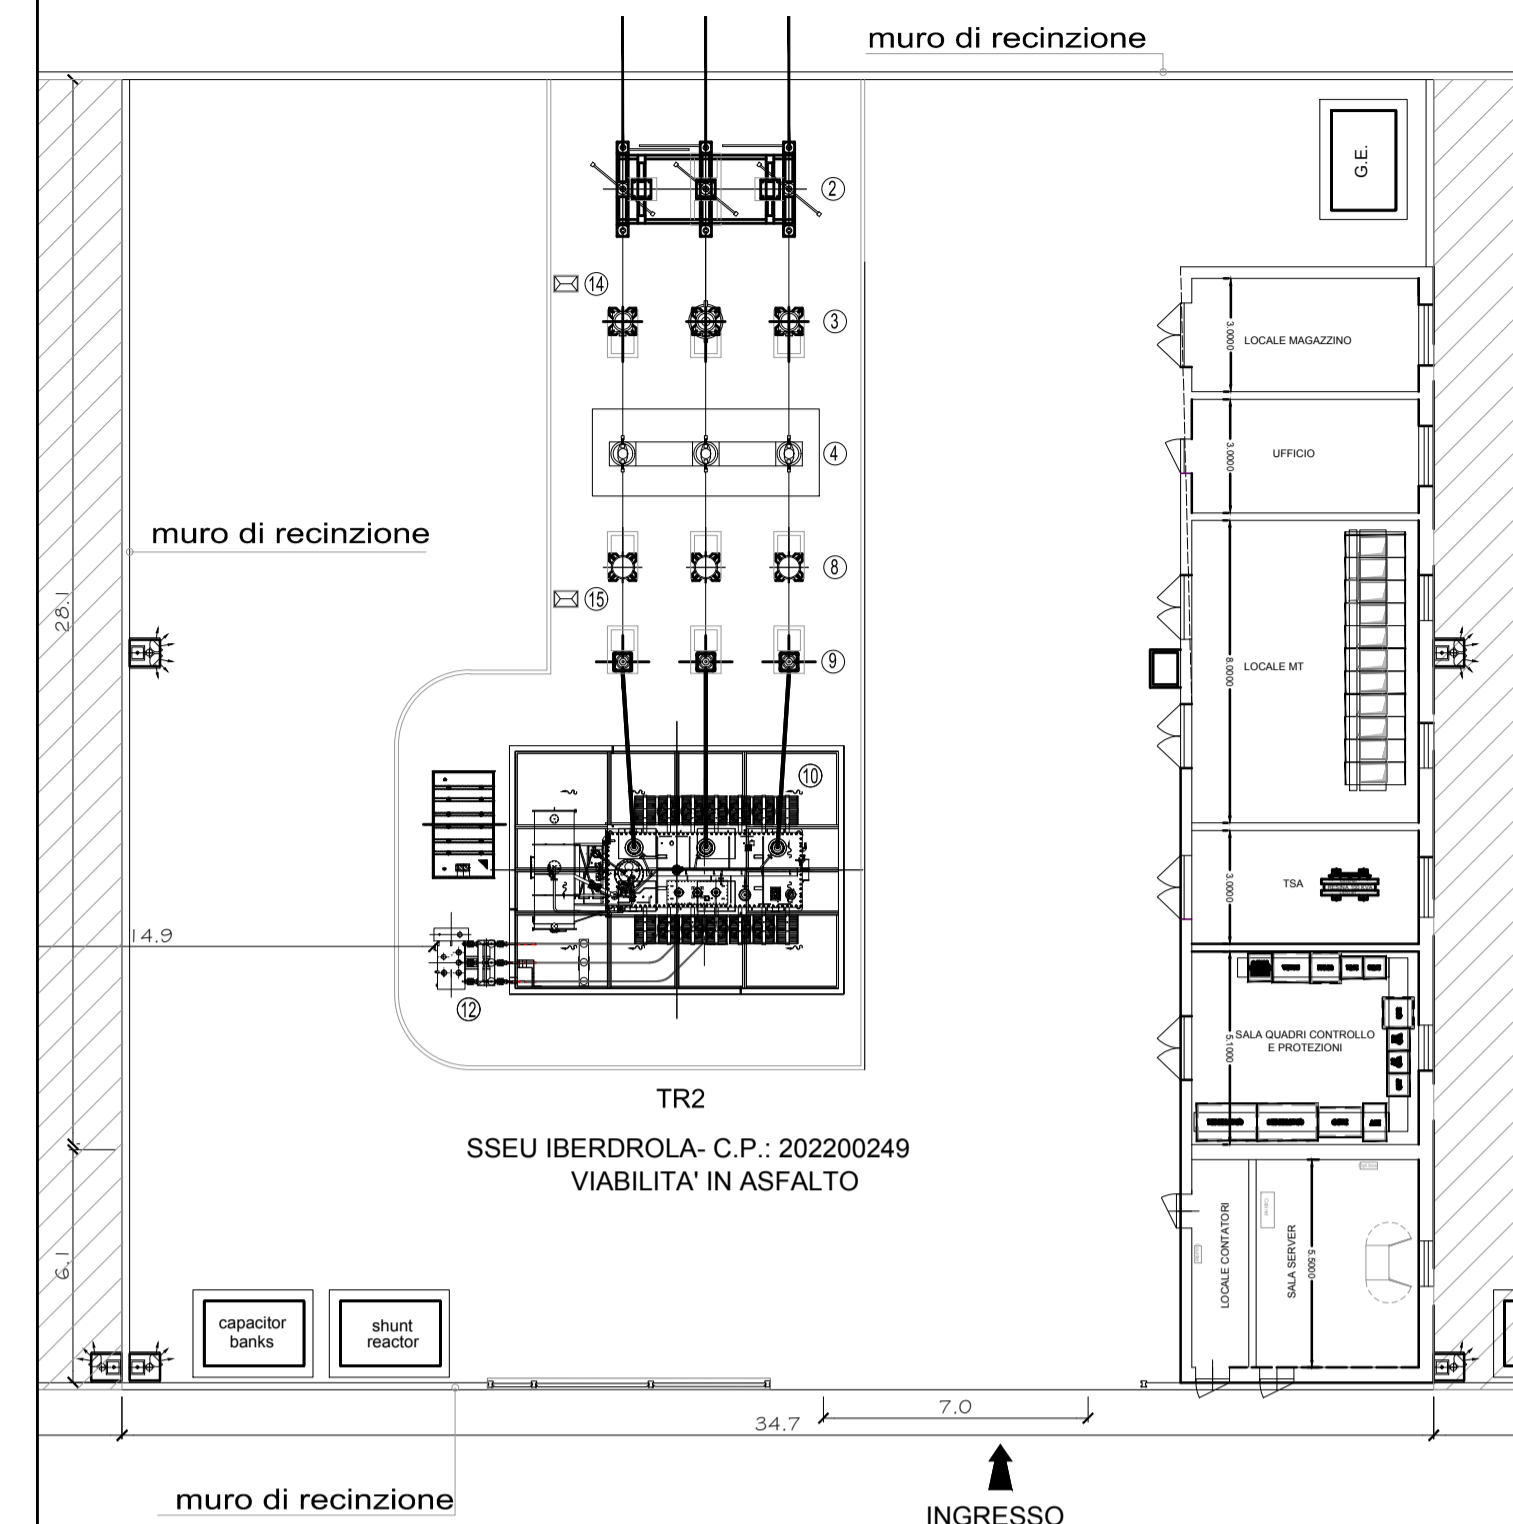 muro di recinzione
G.E.
2
14
3
3.0000
LOCALE MAGAZZINO
4
3.0000
UFFICIO
muro di recinzione
8
15
28.1
9
8.0000
LOCALE MT
10
3.0000
TSA
14.9
12
5.1000
SALA QUADRI CONTROLLO
E PROTEZIONI
TR2
SSEU IBERDROLA- C.P.: 202200249
VIABILITA' IN ASFALTO
6.1
LOCALE CONTATORI
SALA SERVER
5.5000
capacitor
banks
shunt
reactor
7.0
34.7
muro di recinzione
INGRESSO